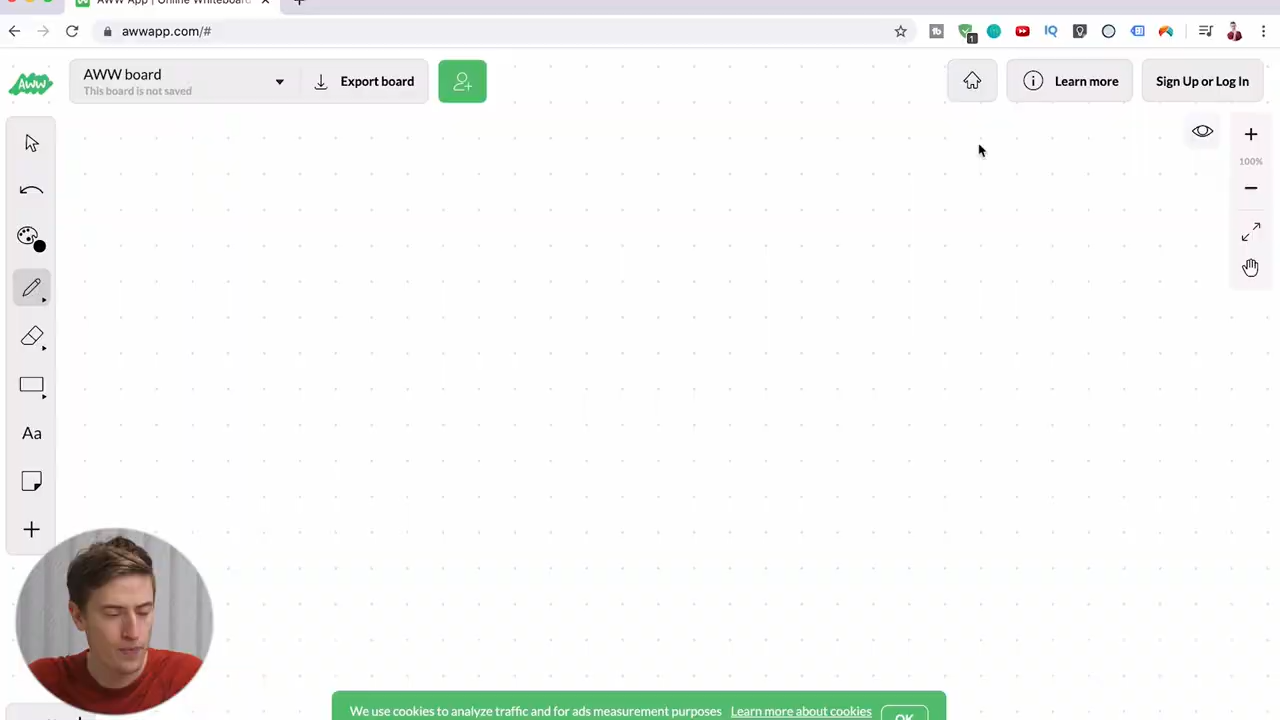 AWW App | Online Whiteboard
awwapp.com/#
1
IQ
AWW
AWW board
This board is not saved
Export board
Learn more
Sign Up or Log In
100%
Aa
We use cookies to analyze traffic and for ads measurement purposes Learn more about cookies OK